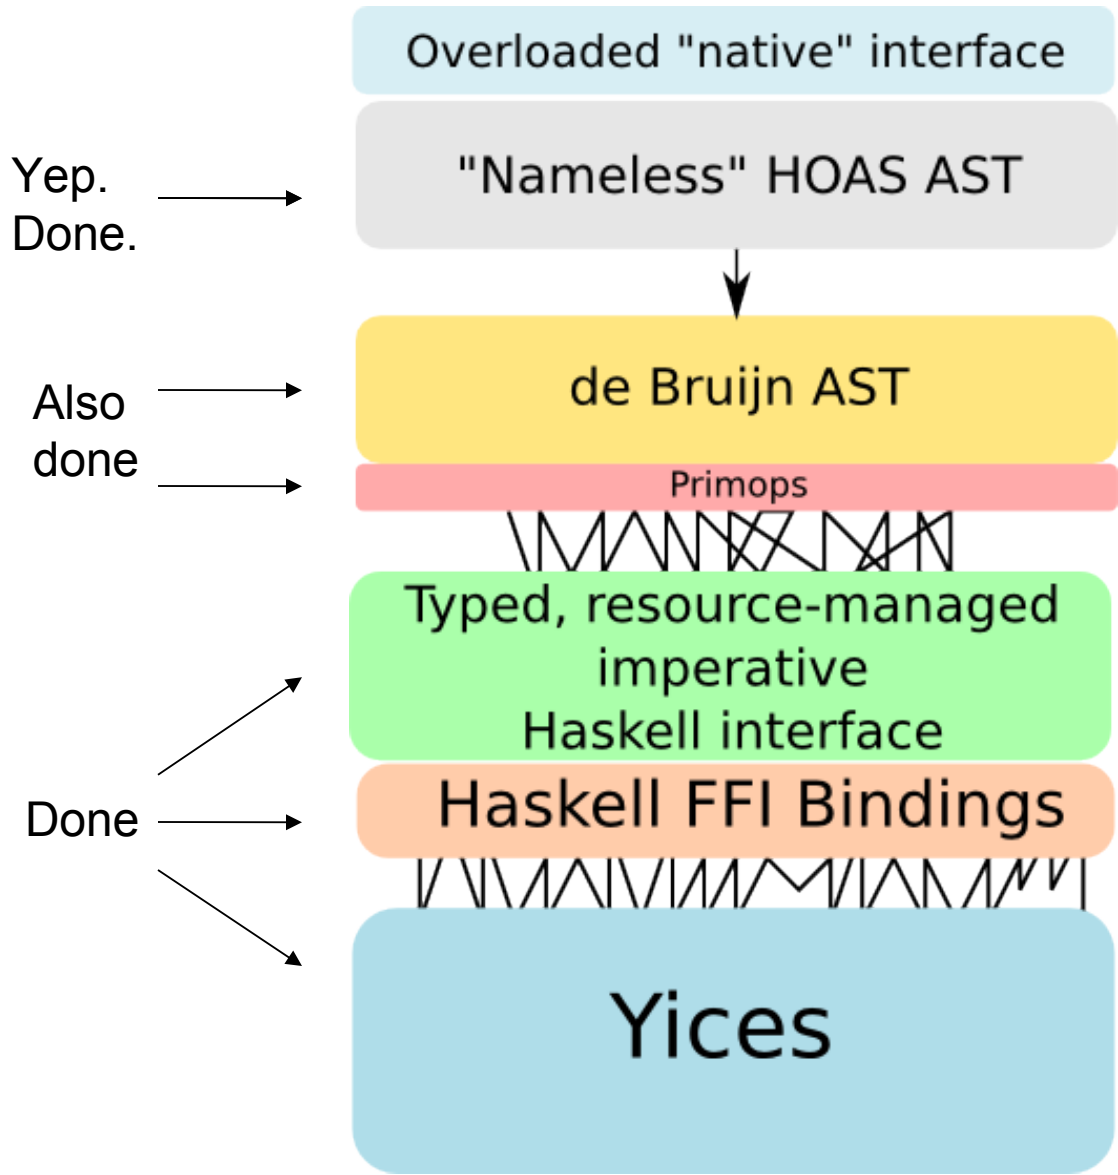 Overloaded "native" interface
Yep.
Done.
"Nameless" HOAS AST
Also
done
de Bruijn AST
Primops
Typed, resource-managed
imperative
Haskell interface
Done
Haskell FFI Bindings
Yices